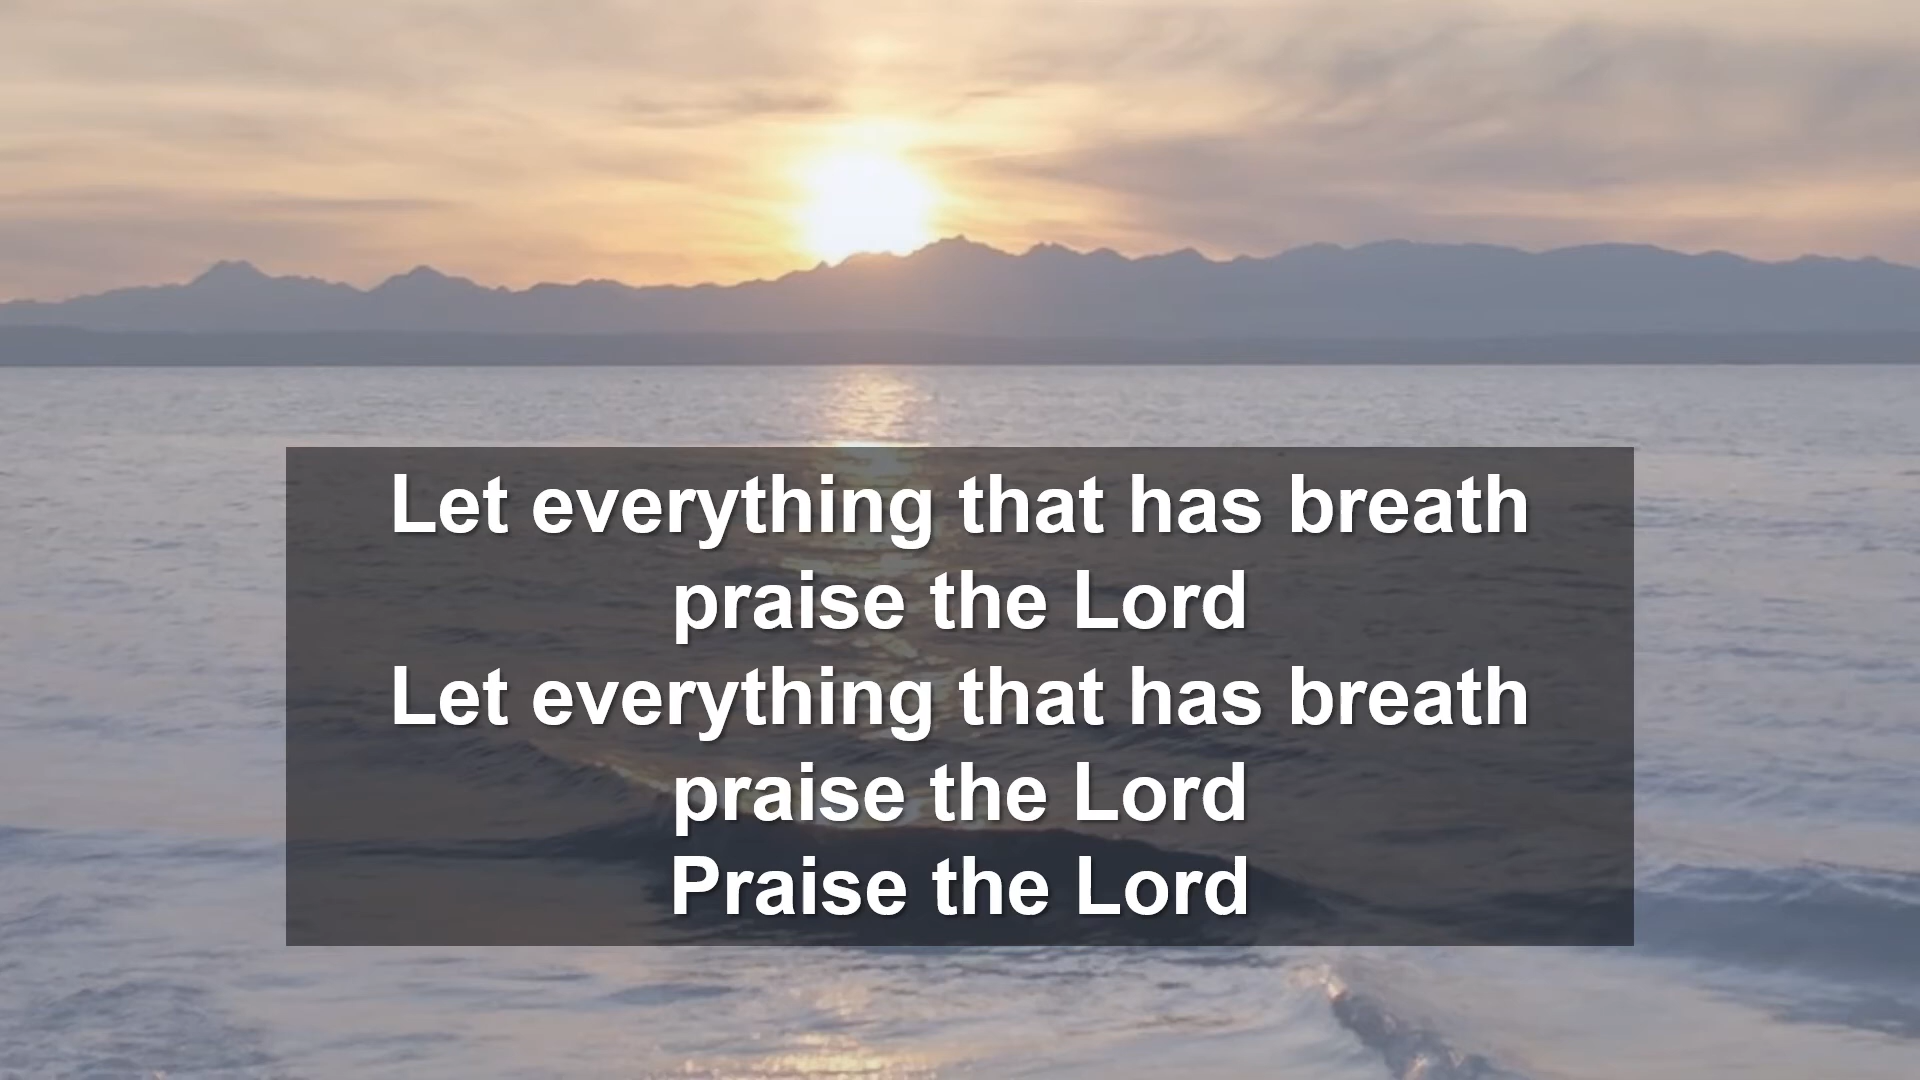 Let everything that has breath
praise the Lord
Let everything that has breath
praise the Lord
Praise the Lord